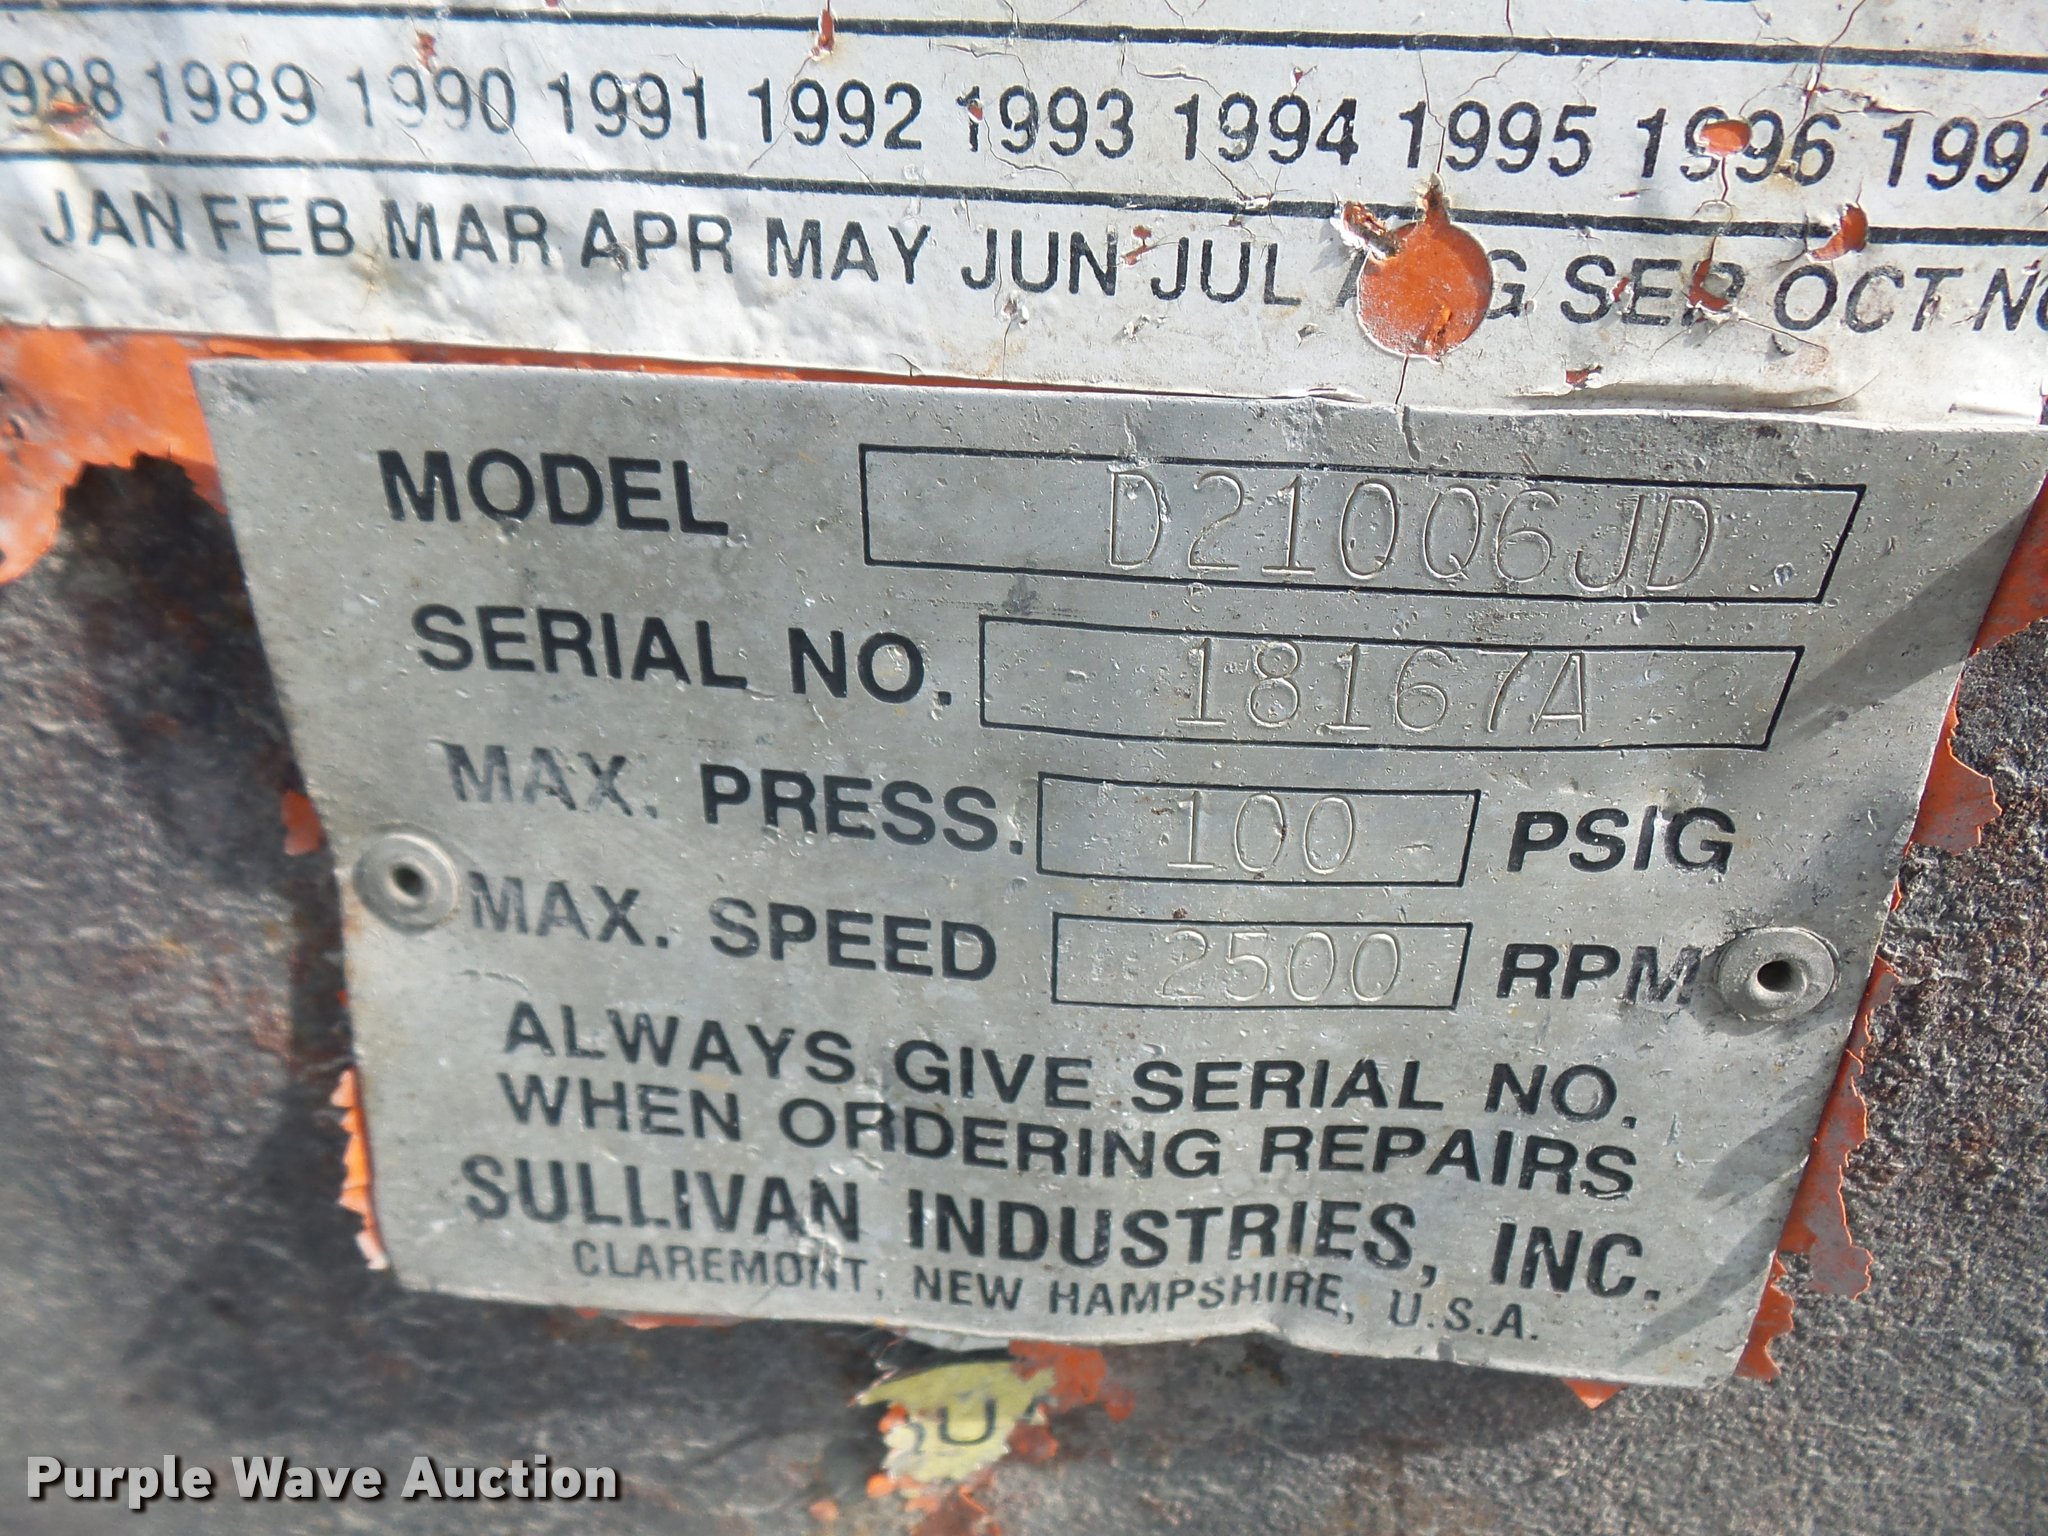 1988 1989 1990 1991 1992 1993 1994 1995 1996 1997
JAN FEB MAR APR MAY JUN JUL SEP OCT
MODEL D210Q6JD
SERIAL NO. 18167A
MAX. PRESS. 100 PSIG
MAX. SPEED 2500 RPM
ALWAYS GIVE SERIAL NO.
WHEN ORDERING REPAIRS
SULLIVAN INDUSTRIES, INC.
CLAREMONT, NEW HAMPSHIRE, U.S.A.
Purple Wave Auction